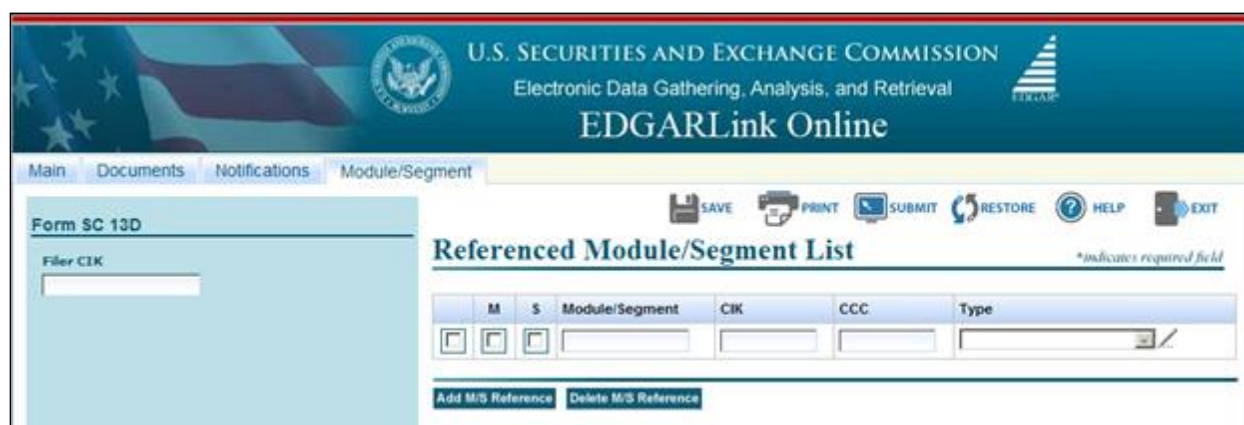 U.S. SECURITIES AND EXCHANGE COMMISSION
Electronic Data Gathering, Analysis, and Retrieval
EDGAR®
EDGARLink Online
Main Documents Notifications Module/Segment
SAVE PRINT SUBMIT RESTORE ? HELP EXIT
Form SC 13D
Filer CIK
Referenced Module/Segment List
*indicates required field
M S Module/Segment CIK CCC Type
Add M/S Reference Delete M/S Reference